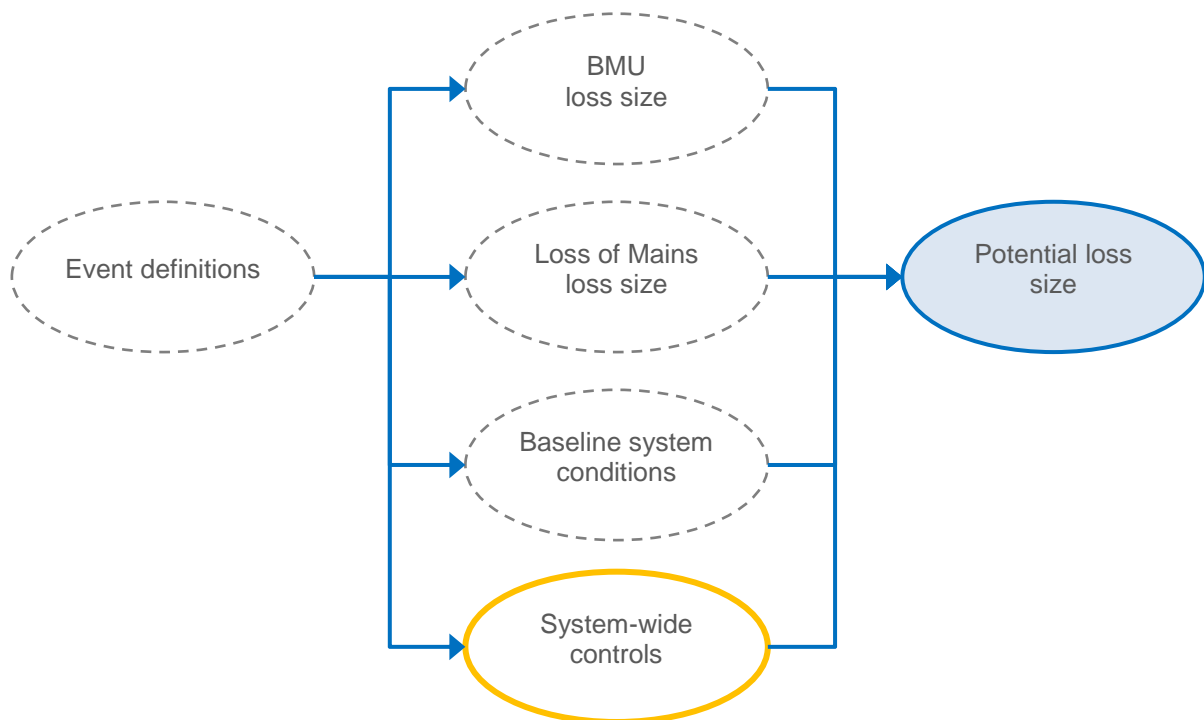 BMU
loss size
Event definitions
Loss of Mains
loss size
Potential loss
size
Baseline system
conditions
System-wide
controls